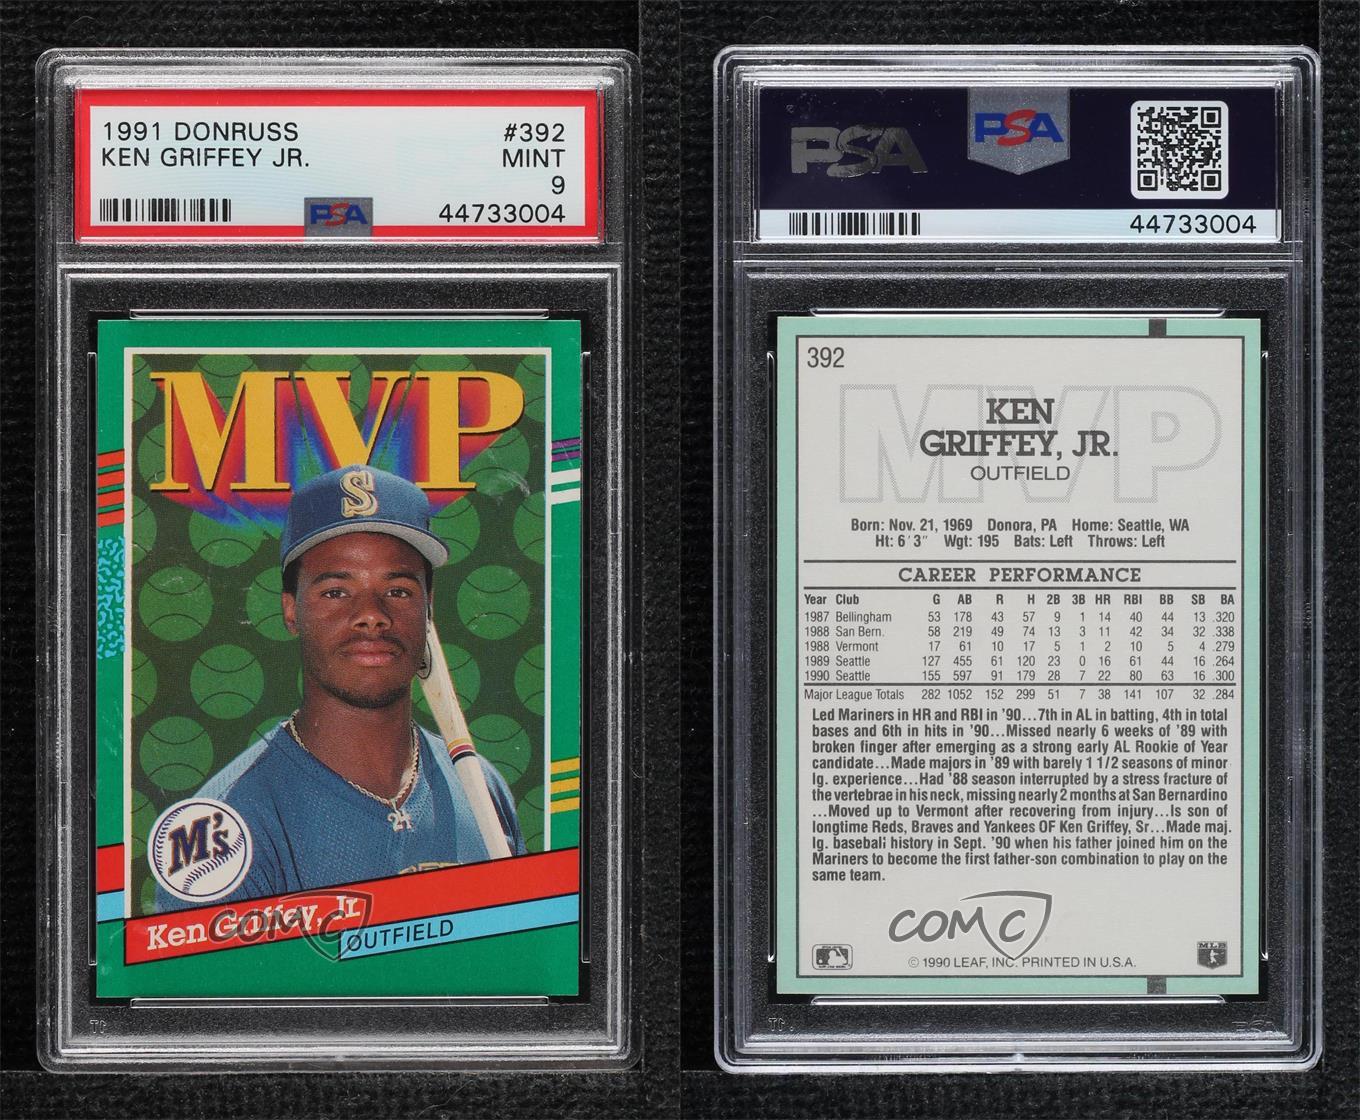 1991 DONRUSS #392
KEN GRIFFEY JR. MINT
9
PSA 44733004
MVP
S
24
M's
Ken Griffey, Jr
OUTFIELD
COMC
PSA PSA
44733004
392
MVP
KEN
GRIFFEY, JR.
OUTFIELD
Born: Nov. 21, 1969 Donora, PA Home: Seattle, WA
Ht: 6' 3" Wgt: 195 Bats: Left Throws: Left
CAREER PERFORMANCE
Year Club G AB R H 2B 3B HR RBI BB SB BA
1987 Bellingham 53 178 43 57 9 1 14 40 44 13 .320
1988 San Bern. 58 219 49 74 13 3 11 42 34 32 .338
1988 Vermont 17 61 10 17 5 1 2 10 5 4 .279
1989 Seattle 127 455 61 120 23 0 16 61 44 16 .264
1990 Seattle 155 597 91 179 28 7 22 80 63 16 .300
Major League Totals 282 1052 152 299 51 7 38 141 107 32 .284
Led Mariners in HR and RBI in '90...7th in AL in batting, 4th in total
bases and 6th in hits in '90...Missed nearly 6 weeks of '89 with
broken finger after emerging as a strong early AL Rookie of Year
candidate...Made majors in '89 with barely 1 1/2 seasons of minor
lg. experience...Had '88 season interrupted by a stress fracture of
the vertebrae in his neck, missing nearly 2 months at San Bernardino
...Moved up to Vermont after recovering from injury...Is son of
longtime Reds, Braves and Yankees OF Ken Griffey, Sr...Made maj.
lg. baseball history in Sept. '90 when his father joined him on the
Mariners to become the first father-son combination to play on the
same team.
COMC
© 1990 LEAF, INC. PRINTED IN U.S.A.
MLB